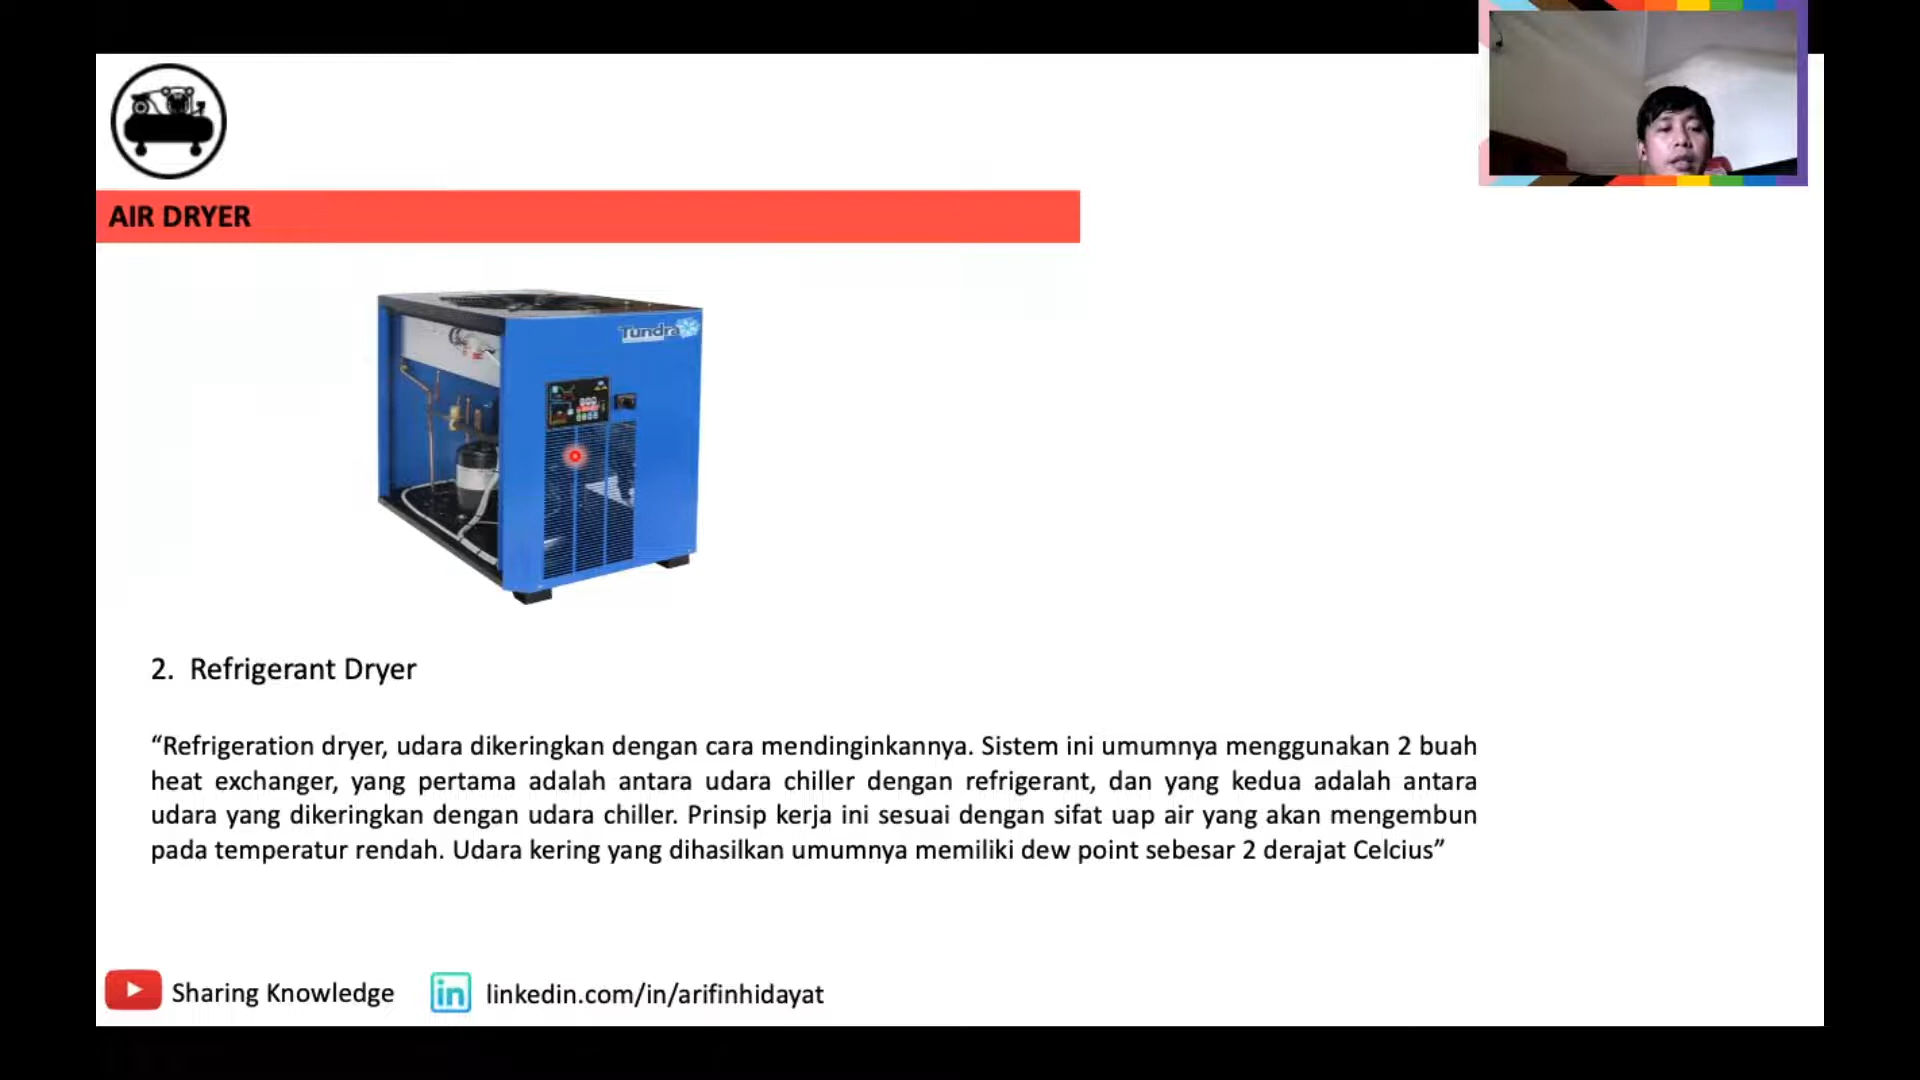 AIR DRYER
Tundra
2. Refrigerant Dryer
“Refrigeration dryer, udara dikeringkan dengan cara mendinginkannya. Sistem ini umumnya menggunakan 2 buah
heat exchanger, yang pertama adalah antara udara chiller dengan refrigerant, dan yang kedua adalah antara
udara yang dikeringkan dengan udara chiller. Prinsip kerja ini sesuai dengan sifat uap air yang akan mengembun
pada temperatur rendah. Udara kering yang dihasilkan umumnya memiliki dew point sebesar 2 derajat Celcius”
Sharing Knowledge
in linkedin.com/in/arifinhidayat